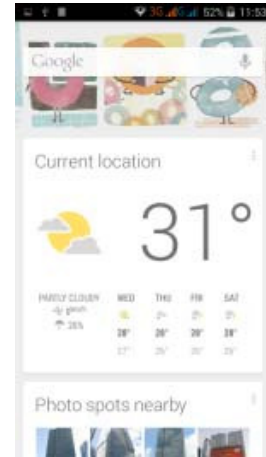 3G 52% 11:53
Google
Current location
31°
PARTLY CLOUDY WED THU FRI SAT
36%
28° 28° 28° 28°
Photo spots nearby